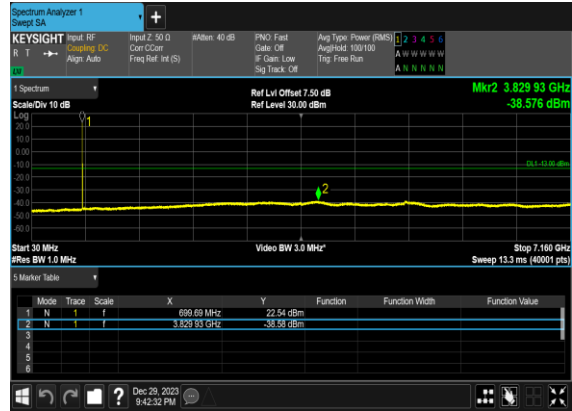 Spectrum Analyzer 1
Swept SA
+
KEYSIGHT Input: RF Input Z: 50 Ω #Atten: 40 dB PNO: Fast Avg Type: Power (RMS) 1 2 3 4 5 6
R T Coupling: DC Corr CCorr Gate: Off Avg|Hold: 100/100 A W W W W W
Align: Auto Freq Ref: Int (S) IF Gain: Low Trig: Free Run
Sig Track: Off A N N N N N
1 Spectrum
Scale/Div 10 dB Ref Lvl Offset 7.50 dB Mkr2 3.829 93 GHz
Ref Level 30.00 dBm -38.576 dBm
Log
20.0 1
10.0
0.00
-10.0 DL1 -13.00 dBm
-20.0
-30.0 2
-40.0
-50.0
-60.0
Start 30 MHz Video BW 3.0 MHz* Stop 7.160 GHz
#Res BW 1.0 MHz Sweep 13.3 ms (40001 pts)
5 Marker Table
Mode Trace Scale X Y Function Function Width Function Value
1 N 1 f 699.69 MHz 22.54 dBm
2 N 1 f 3.829 93 GHz -38.58 dBm
3
4
5
6
? Dec 29, 2023
9:42:32 PM